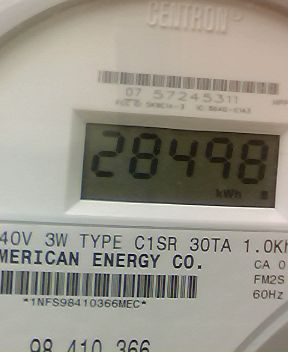 CENTRON
07 57245311
28498
kWh
40V 3W TYPE C1SR 30TA 1.0Kh
MERICAN ENERGY CO.
CA 0
FM2S
60Hz
*1NFS98410366MEC*
98 410 366